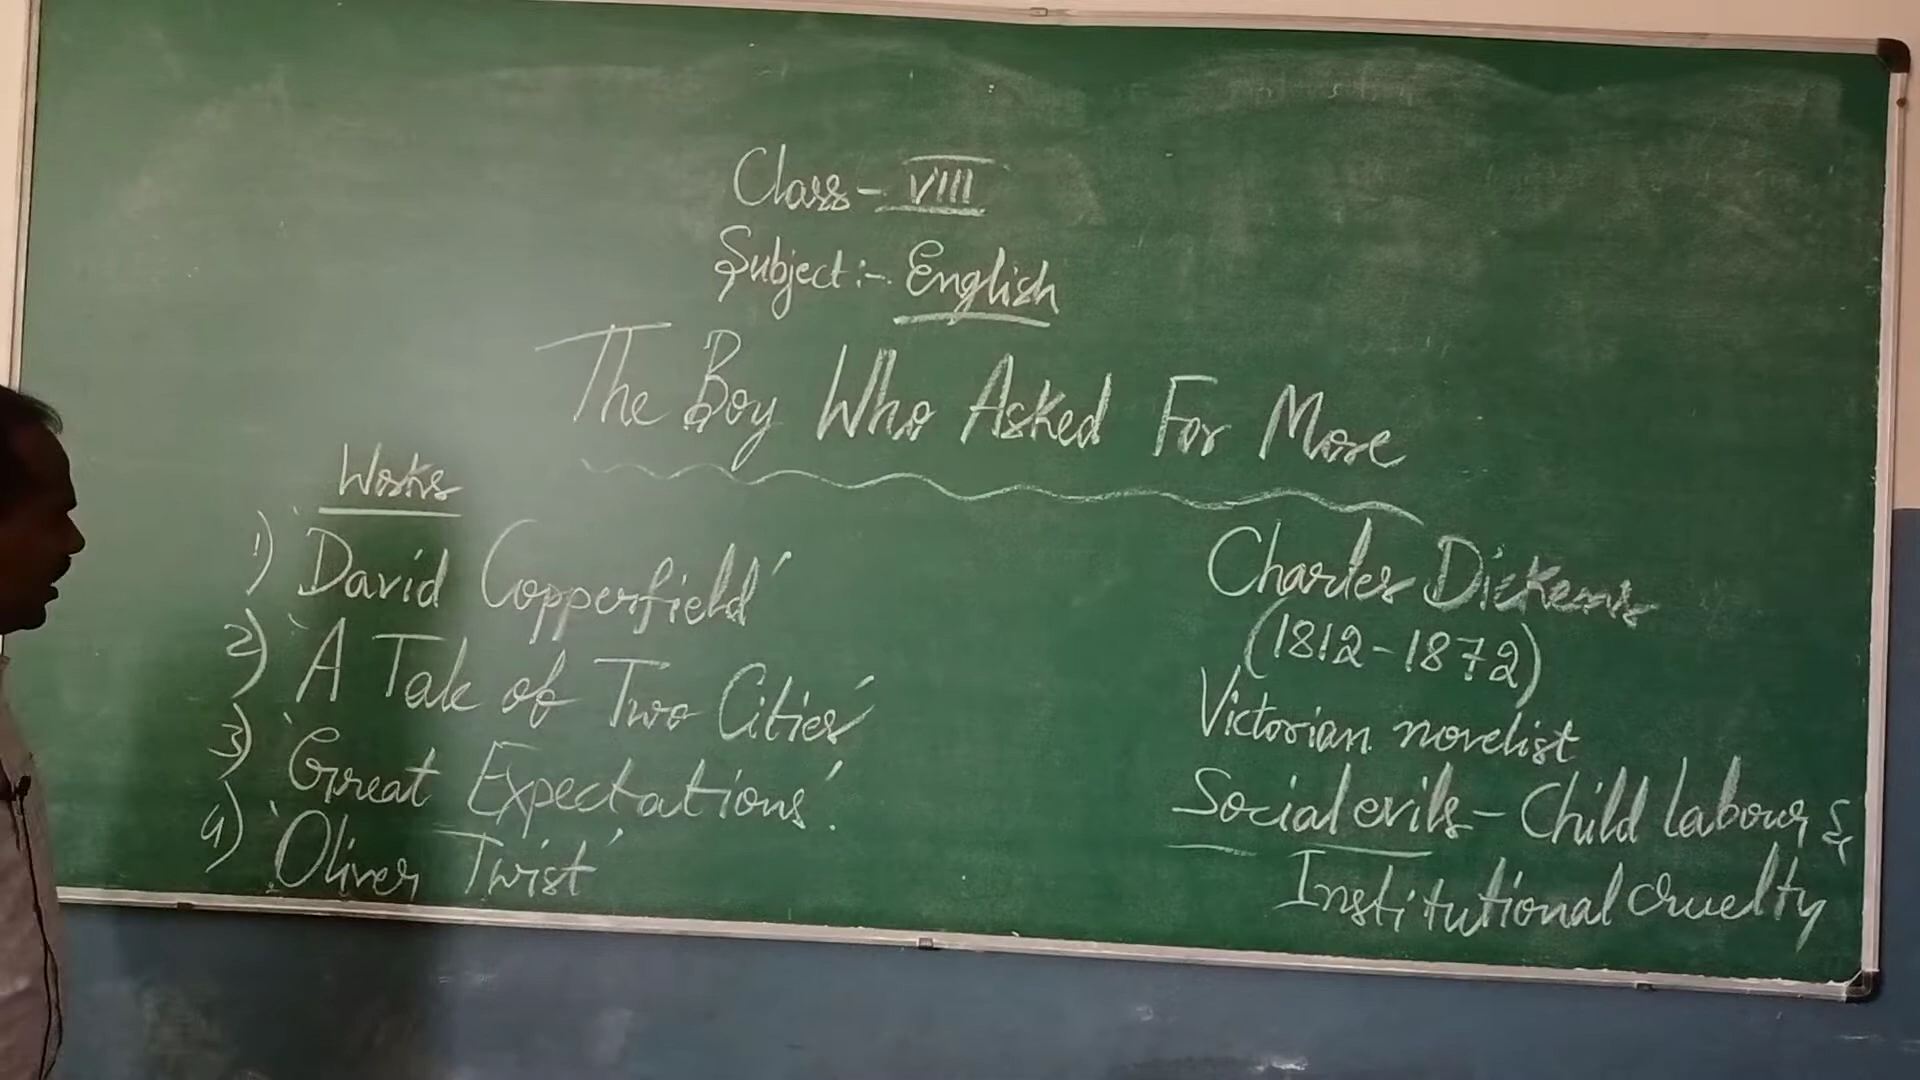 Class - VIII
Subject :- English
The Boy Who Asked For More
Works
1) 'David Copperfield'
2) 'A Tale of Two Cities'
3) 'Great Expectations'.
4) 'Oliver Twist'
Charles Dickens
(1812-1872)
Victorian novelist
Social evils - Child labour &
Institutional cruelty